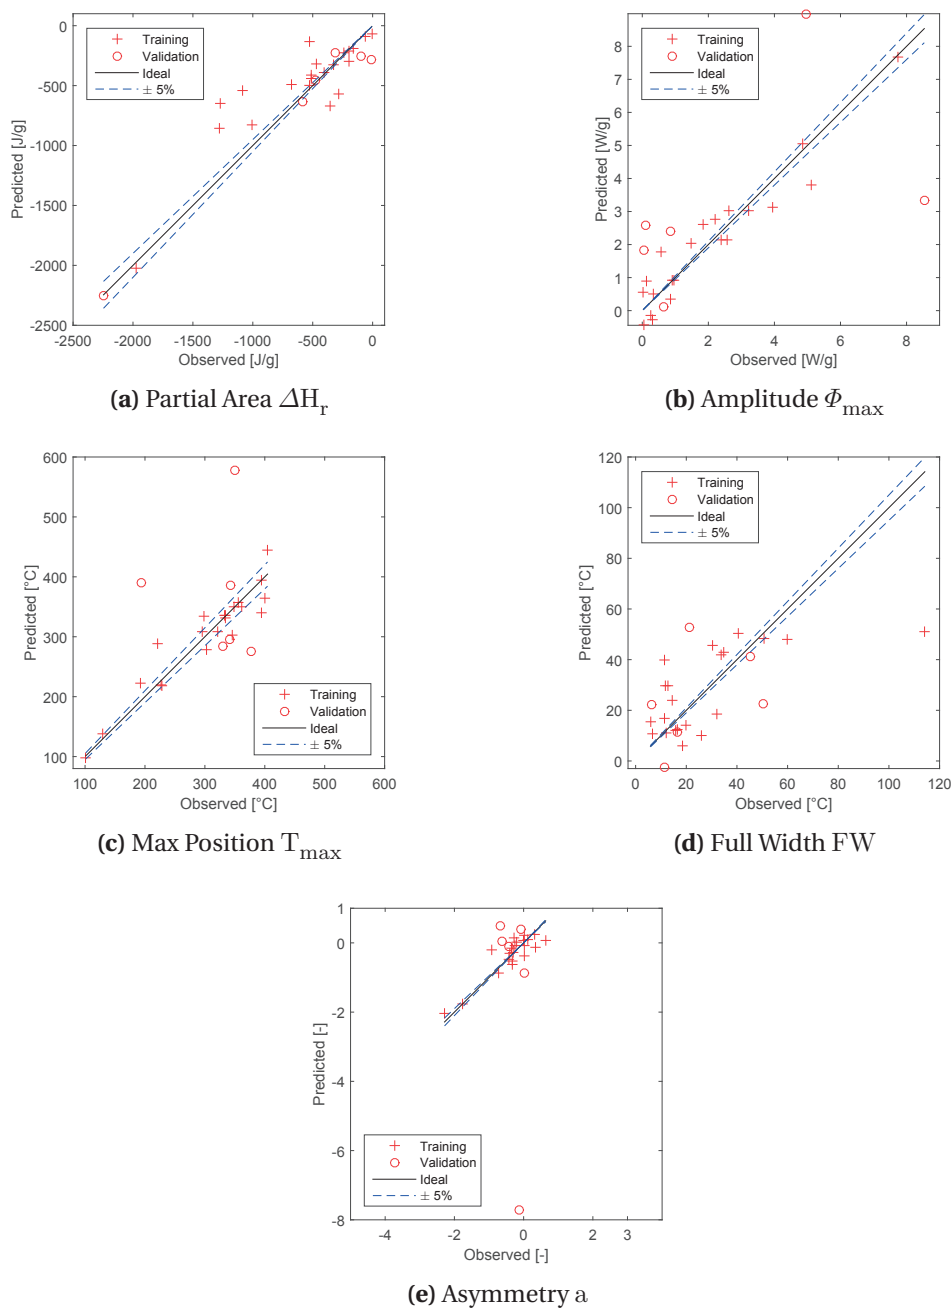 0
-500
-1000
-1500
-2000
-2500
Predicted [J/g]
Training
Validation
Ideal
± 5%
-2500 -2000 -1500 -1000 -500 0
Observed [J/g]
(a) Partial Area ΔH_r
8
7
6
5
4
3
2
1
0
Predicted [W/g]
Training
Validation
Ideal
± 5%
0 2 4 6 8
Observed [W/g]
(b) Amplitude Φ_max
600
500
400
300
200
100
Predicted [°C]
Training
Validation
Ideal
± 5%
100 200 300 400 500 600
Observed [°C]
(c) Max Position T_max
120
100
80
60
40
20
0
Predicted [°C]
Training
Validation
Ideal
± 5%
0 20 40 60 80 100 120
Observed [°C]
(d) Full Width FW
1
0
-2
-4
-6
-8
Predicted [-]
Training
Validation
Ideal
± 5%
-4 -2 0 2 3
Observed [-]
(e) Asymmetry a